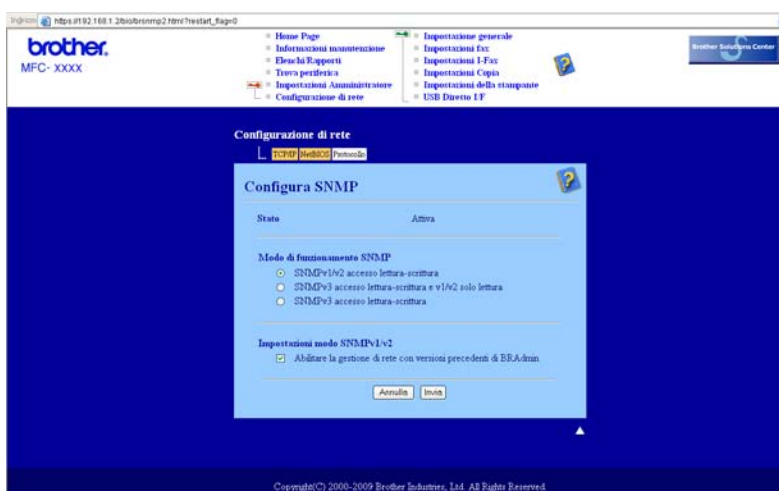 https://192.168.1.2/bio/brsnmp2.html?restart_flag=0
brother.
MFC- XXXX
Home Page
Informazioni manutenzione
Elenchi/Rapporti
Trova periferica
Impostazioni Amministratore
Configurazione di rete
Impostazione generale
Impostazioni fax
Impostazioni I-Fax
Impostazioni Copia
Impostazioni della stampante
USB Diretto I/F
Brother Solutions Center
Configurazione di rete
TCP/IP NetBIOS Protocollo
Configura SNMP
Stato Attiva
Modo di funzionamento SNMP
SNMPv1/v2 accesso lettura-scrittura
SNMPv3 accesso lettura-scrittura e v1/v2 solo lettura
SNMPv3 accesso lettura-scrittura
Impostazioni modo SNMPv1/v2
Abilitare la gestione di rete con versioni precedenti di BRAdmin
Annulla Invia
Copyright(C) 2000-2009 Brother Industries, Ltd. All Rights Reserved.